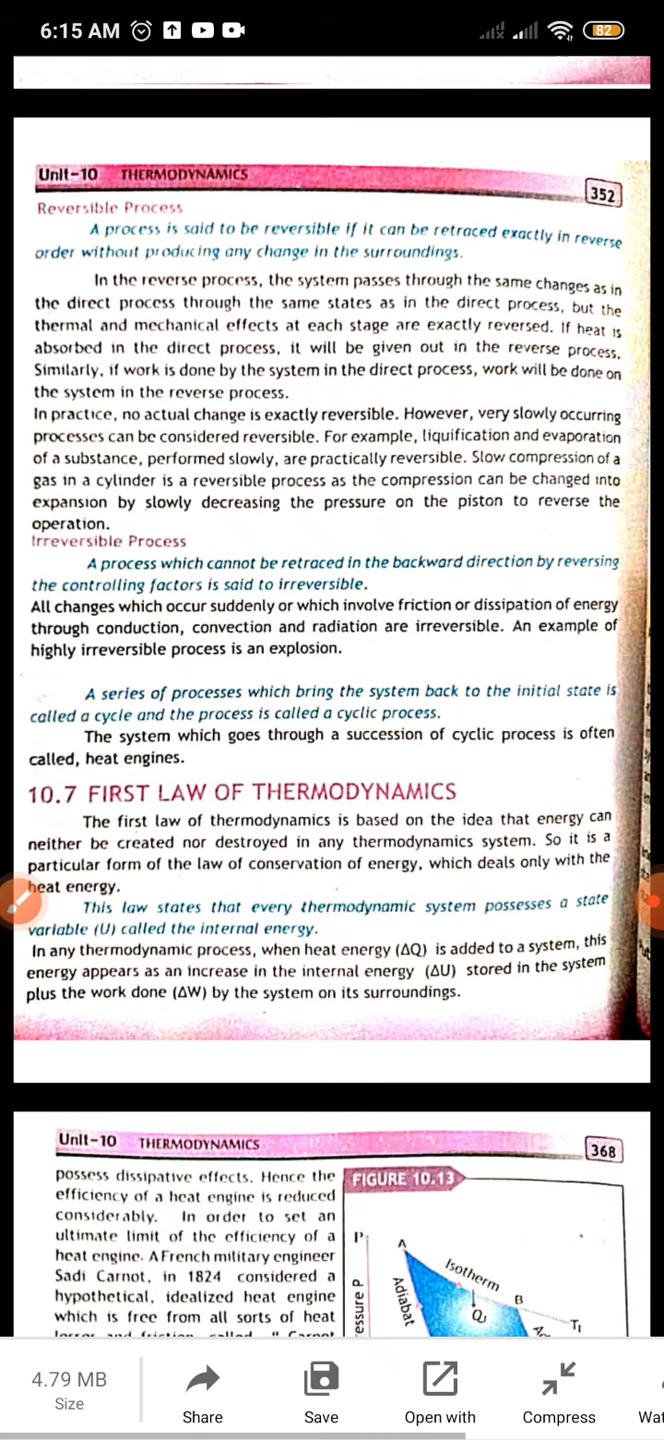 6:15 AM
82
Unit-10 THERMODYNAMICS
352
Reversible Process
A process is said to be reversible if it can be retraced exactly in reverse
order without producing any change in the surroundings.
In the reverse process, the system passes through the same changes as in
the direct process through the same states as in the direct process, but the
thermal and mechanical effects at each stage are exactly reversed. If heat is
absorbed in the direct process, it will be given out in the reverse process.
Similarly, if work is done by the system in the direct process, work will be done on
the system in the reverse process.
In practice, no actual change is exactly reversible. However, very slowly occurring
processes can be considered reversible. For example, liquification and evaporation
of a substance, performed slowly, are practically reversible. Slow compression of a
gas in a cylinder is a reversible process as the compression can be changed into
expansion by slowly decreasing the pressure on the piston to reverse the
operation.
Irreversible Process
A process which cannot be retraced in the backward direction by reversing
the controlling factors is said to irreversible.
All changes which occur suddenly or which involve friction or dissipation of energy
through conduction, convection and radiation are irreversible. An example of
highly irreversible process is an explosion.
A series of processes which bring the system back to the initial state is
called a cycle and the process is called a cyclic process.
The system which goes through a succession of cyclic process is often
called, heat engines.
10.7 FIRST LAW OF THERMODYNAMICS
The first law of thermodynamics is based on the idea that energy can
neither be created nor destroyed in any thermodynamics system. So it is a
particular form of the law of conservation of energy, which deals only with the
heat energy.
This law states that every thermodynamic system possesses a state
variable (U) called the internal energy.
In any thermodynamic process, when heat energy (ΔQ) is added to a system, this
energy appears as an increase in the internal energy (ΔU) stored in the system
plus the work done (ΔW) by the system on its surroundings.
Unit-10 THERMODYNAMICS
368
possess dissipative effects. Hence the
efficiency of a heat engine is reduced
considerably. In order to set an
ultimate limit of the efficiency of a
heat engine. A French military engineer
Sadi Carnot, in 1824 considered a
hypothetical, idealized heat engine
which is free from all sorts of heat
FIGURE 10.13
P
A
Isotherm
B
Adiabat
Q₁
T₁
essure P
4.79 MB
Size
Share
Save
Open with
Compress
Wat